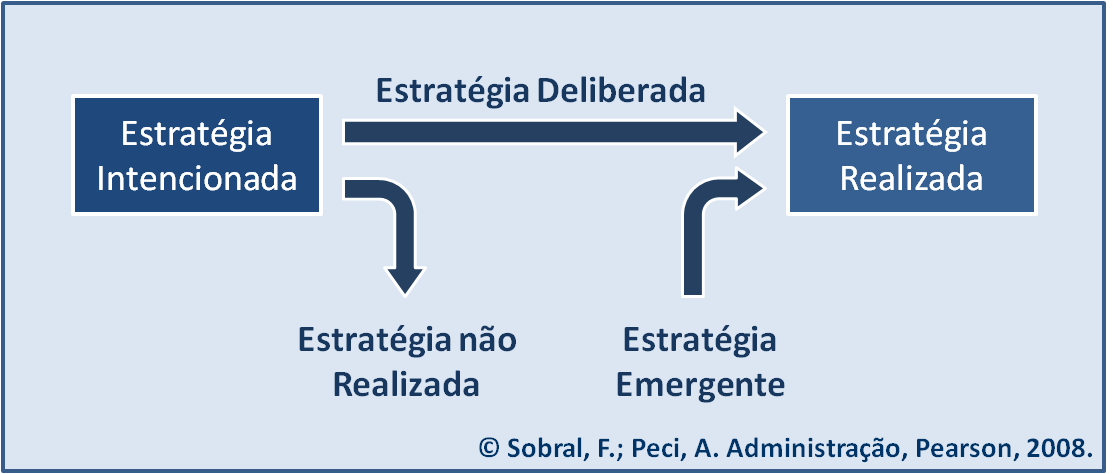 Estratégia Deliberada
Estratégia
Intencionada
Estratégia
Realizada
Estratégia não
Realizada
Estratégia
Emergente
© Sobral, F.; Peci, A. Administração, Pearson, 2008.